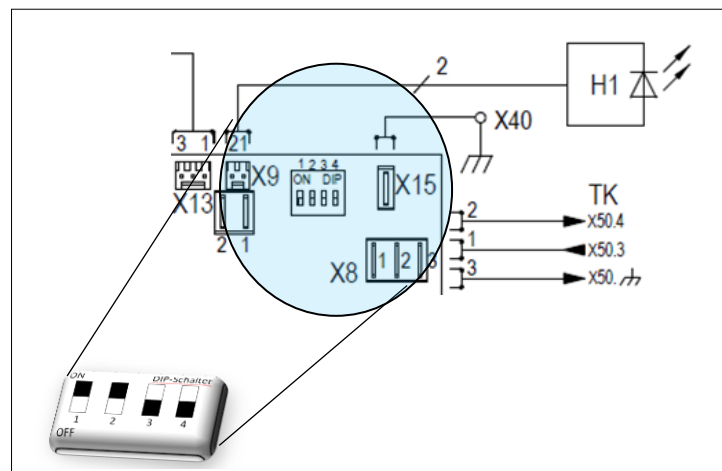 2
H1
X40
3 1 21
X13
X9
1 2 3 4
ON DIP
X15
TK
2 X50.4
1 X50.3
3 X50.
2 1
X8
1 2 3
ON DIP-Schalter
1 2 3 4
OFF